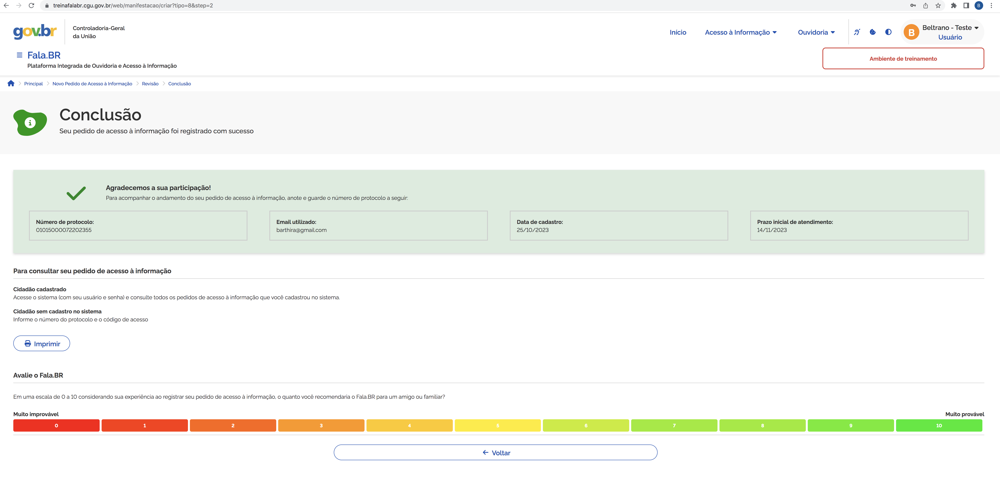 treinafalabr.cgu.gov.br/web/manifestacao/criar?tipo=8&step=2
B
gov.br
Controladoria-Geral
da União
Início
Acesso à Informação
Ouvidoria
B
Beltrano - Teste
Usuário
Fala.BR
Plataforma Integrada de Ouvidoria e Acesso à Informação
Ambiente de treinamento
Principal
Novo Pedido de Acesso à Informação
Revisão
Conclusão
Conclusão
Seu pedido de acesso à informação foi registrado com sucesso
Agradecemos a sua participação!
Para acompanhar o andamento do seu pedido de acesso à informação, anote e guarde o número de protocolo a seguir:
Número de protocolo:
01015000072202355
Email utilizado:
barthira@gmail.com
Data de cadastro:
25/10/2023
Prazo inicial de atendimento:
14/11/2023
Para consultar seu pedido de acesso à informação
Cidadão cadastrado
Acesse o sistema (com seu usuário e senha) e consulte todos os pedidos de acesso à informação que você cadastrou no sistema.
Cidadão sem cadastro no sistema
Informe o número do protocolo e o código de acesso
Imprimir
Avalie o Fala.BR
Em uma escala de 0 a 10 considerando sua experiência ao registrar seu pedido de acesso à informação, o quanto você recomendaria o Fala.BR para um amigo ou familiar?
Muito improvável
Muito provável
0 1 2 3 4 5 6 7 8 9 10
Voltar